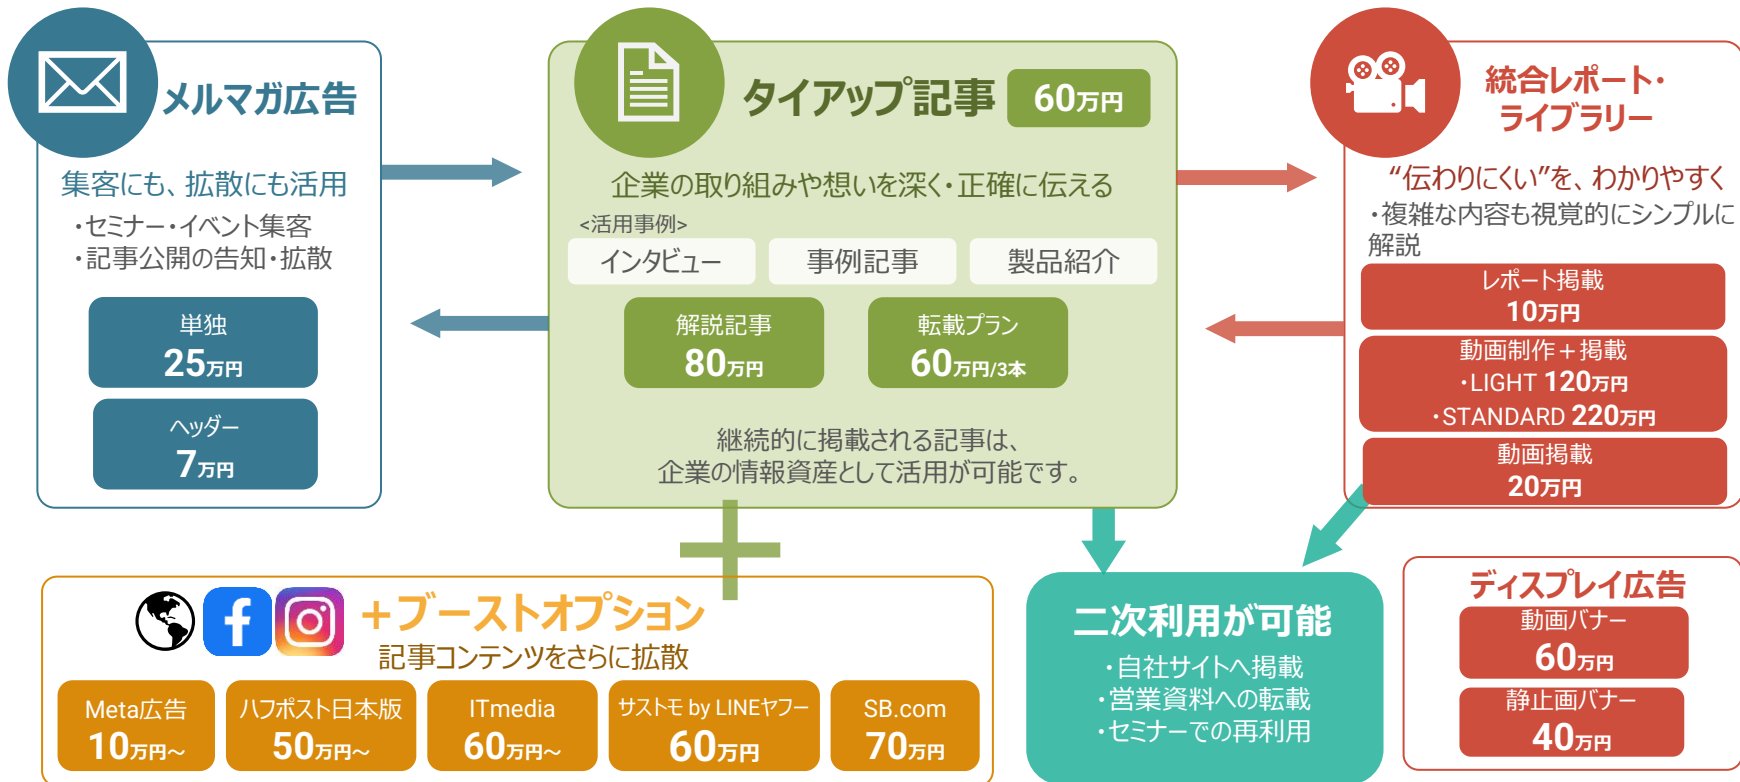 メルマガ広告
集客にも、拡散にも活用
・セミナー・イベント集客
・記事公開の告知・拡散
単独
25万円
ヘッダー
7万円
タイアップ記事 60万円
企業の取り組みや想いを深く・正確に伝える
<活用事例>
インタビュー 事例記事 製品紹介
解説記事
80万円
転載プラン
60万円/3本
継続的に掲載される記事は、
企業の情報資産として活用が可能です。
統合レポート・
ライブラリー
“伝わりにくい”を、わかりやすく
・複雑な内容も視覚的にシンプルに
解説
レポート掲載
10万円
動画制作＋掲載
・LIGHT 120万円
・STANDARD 220万円
動画掲載
20万円
＋ブーストオプション
記事コンテンツをさらに拡散
Meta広告
10万円～
ハフポスト日本版
50万円～
ITmedia
60万円～
サストモ by LINEヤフー
60万円
SB.com
70万円
二次利用が可能
・自社サイトへ掲載
・営業資料への転載
・セミナーでの再利用
ディスプレイ広告
動画バナー
60万円
静止画バナー
40万円